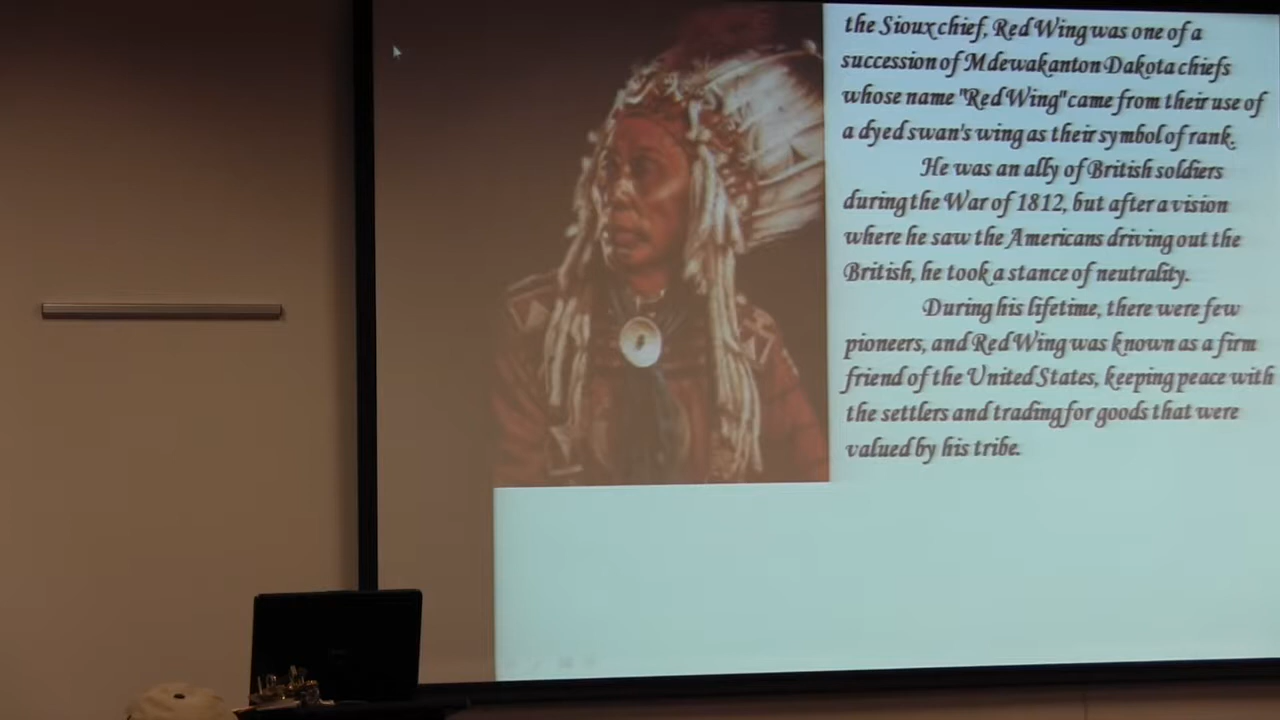 the Sioux chief, Red Wing was one of a
succession of Mdewakanton Dakota chiefs
whose name "Red Wing" came from their use of
a dyed swan's wing as their symbol of rank.
He was an ally of British soldiers
during the War of 1812, but after a vision
where he saw the Americans driving out the
British, he took a stance of neutrality.
During his lifetime, there were few
pioneers, and Red Wing was known as a firm
friend of the United States, keeping peace with
the settlers and trading for goods that were
valued by his tribe.